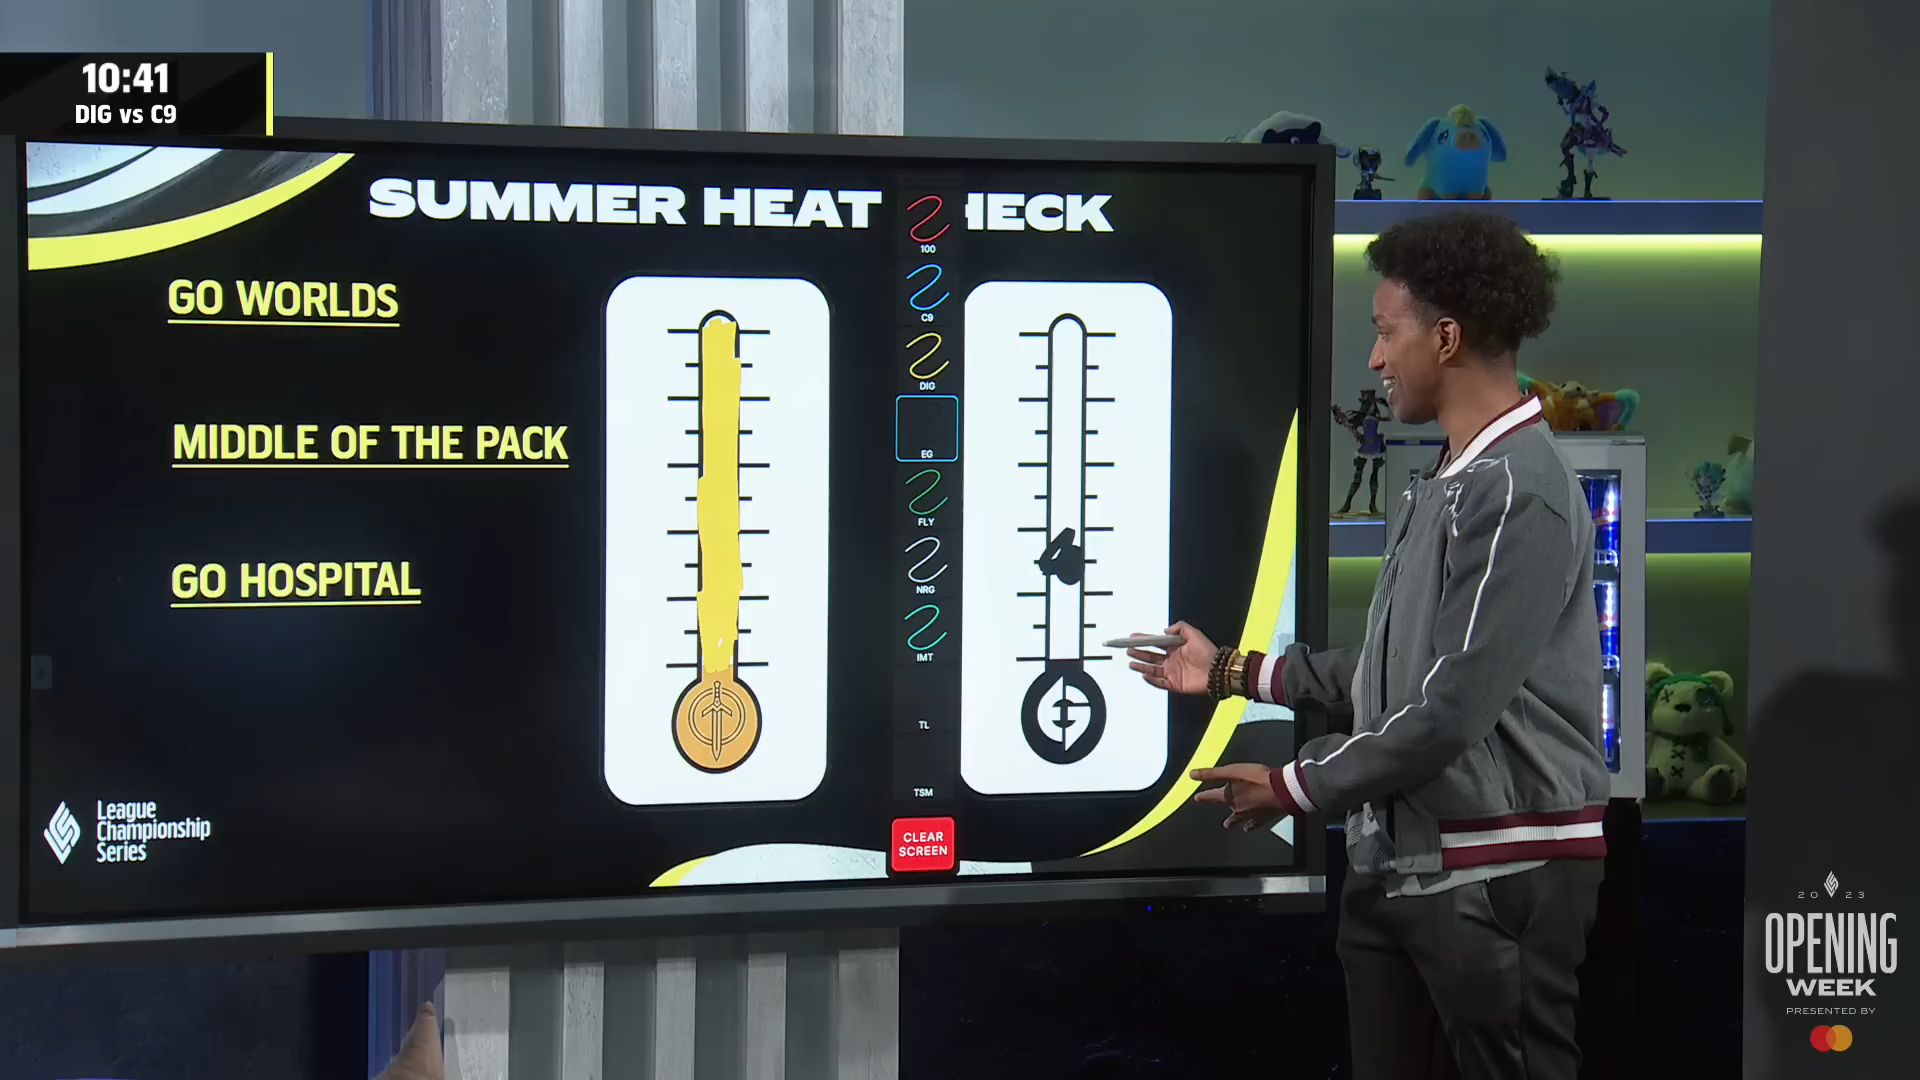 10:41
DIG vs C9
SUMMER HEAT HECK
GO WORLDS
MIDDLE OF THE PACK
GO HOSPITAL
100
C9
DIG
EG
FLY
NRG
IMT
TL
TSM
CLEAR
SCREEN
League
Championship
Series
2023
OPENING
WEEK
PRESENTED BY